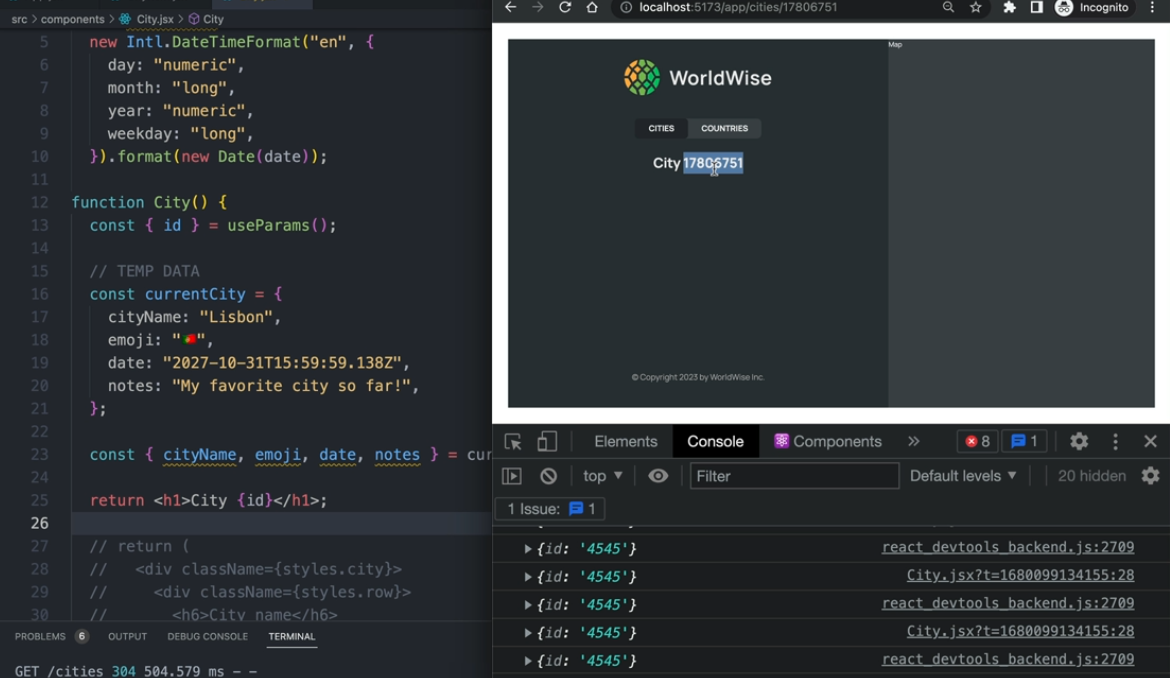 src > components > City.jsx > City
5 new Intl.DateTimeFormat("en", {
6 day: "numeric",
7 month: "long",
8 year: "numeric",
9 weekday: "long",
10 }).format(new Date(date));
11
12 function City() {
13 const { id } = useParams();
14
15 // TEMP DATA
16 const currentCity = {
17 cityName: "Lisbon",
18 emoji: "🇵🇹",
19 date: "2027-10-31T15:59:59.138Z",
20 notes: "My favorite city so far!",
21 };
22
23 const { cityName, emoji, date, notes } = cur
24
25 return <h1>City {id}</h1>;
26
27 // return (
28 // <div className={styles.city}>
29 // <div className={styles.row}>
30 // <h6>City name</h6>
PROBLEMS 6 OUTPUT DEBUG CONSOLE TERMINAL
GET /cities 304 504.579 ms - -
localhost:5173/app/cities/17806751 Incognito
Map
WorldWise
CITIES COUNTRIES
City 17806751
© Copyright 2023 by WorldWise Inc.
Elements Console Components » 8 1
top Filter Default levels 20 hidden
1 Issue: 1
{id: '4545'} react_devtools_backend.js:2709
{id: '4545'} City.jsx?t=1680099134155:28
{id: '4545'} react_devtools_backend.js:2709
{id: '4545'} City.jsx?t=1680099134155:28
{id: '4545'} react_devtools_backend.js:2709